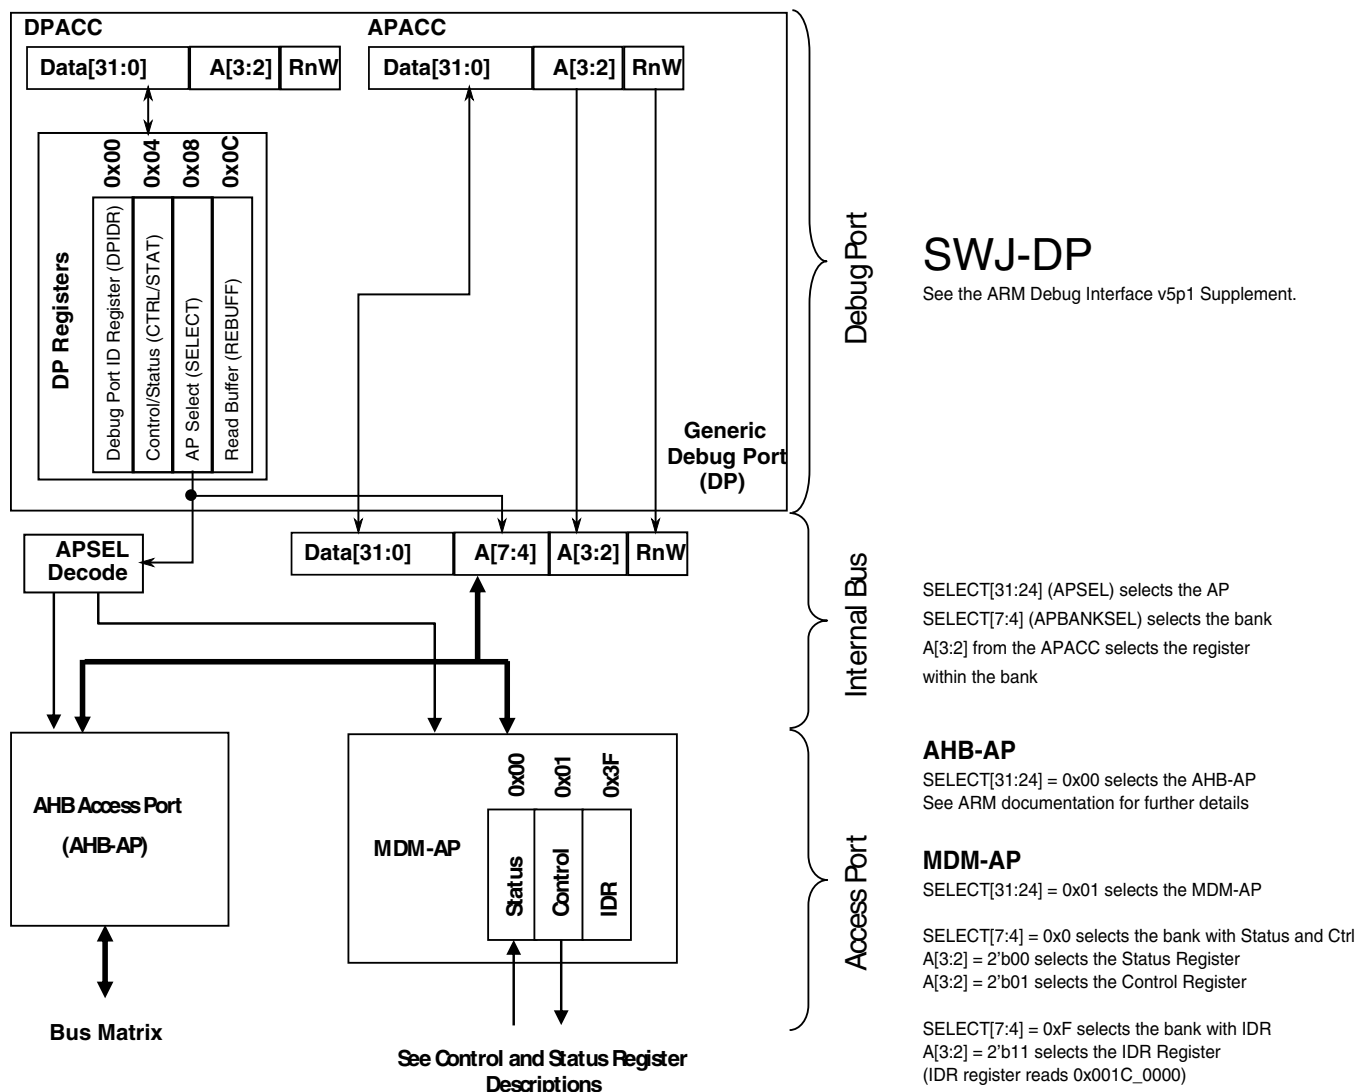 DPACC
Data[31:0] A[3:2] RnW
APACC
Data[31:0] A[3:2] RnW
0x00
0x04
0x08
0x0C
DP Registers
Debug Port ID Register (DPIDR)
Control/Status (CTRL/STAT)
AP Select (SELECT)
Read Buffer (REBUFF)
Generic
Debug Port
(DP)
Debug Port
SWJ-DP
See the ARM Debug Interface v5p1 Supplement.
APSEL
Decode
Data[31:0] A[7:4] A[3:2] RnW
Internal Bus
SELECT[31:24] (APSEL) selects the AP
SELECT[7:4] (APBANKSEL) selects the bank
A[3:2] from the APACC selects the register
within the bank
AHB Access Port
(AHB-AP)
Bus Matrix
MDM-AP
0x00
0x01
0x3F
Status
Control
IDR
See Control and Status Register
Descriptions
Access Port
AHB-AP
SELECT[31:24] = 0x00 selects the AHB-AP
See ARM documentation for further details
MDM-AP
SELECT[31:24] = 0x01 selects the MDM-AP
SELECT[7:4] = 0x0 selects the bank with Status and Ctrl
A[3:2] = 2'b00 selects the Status Register
A[3:2] = 2'b01 selects the Control Register
SELECT[7:4] = 0xF selects the bank with IDR
A[3:2] = 2'b11 selects the IDR Register
(IDR register reads 0x001C_0000)